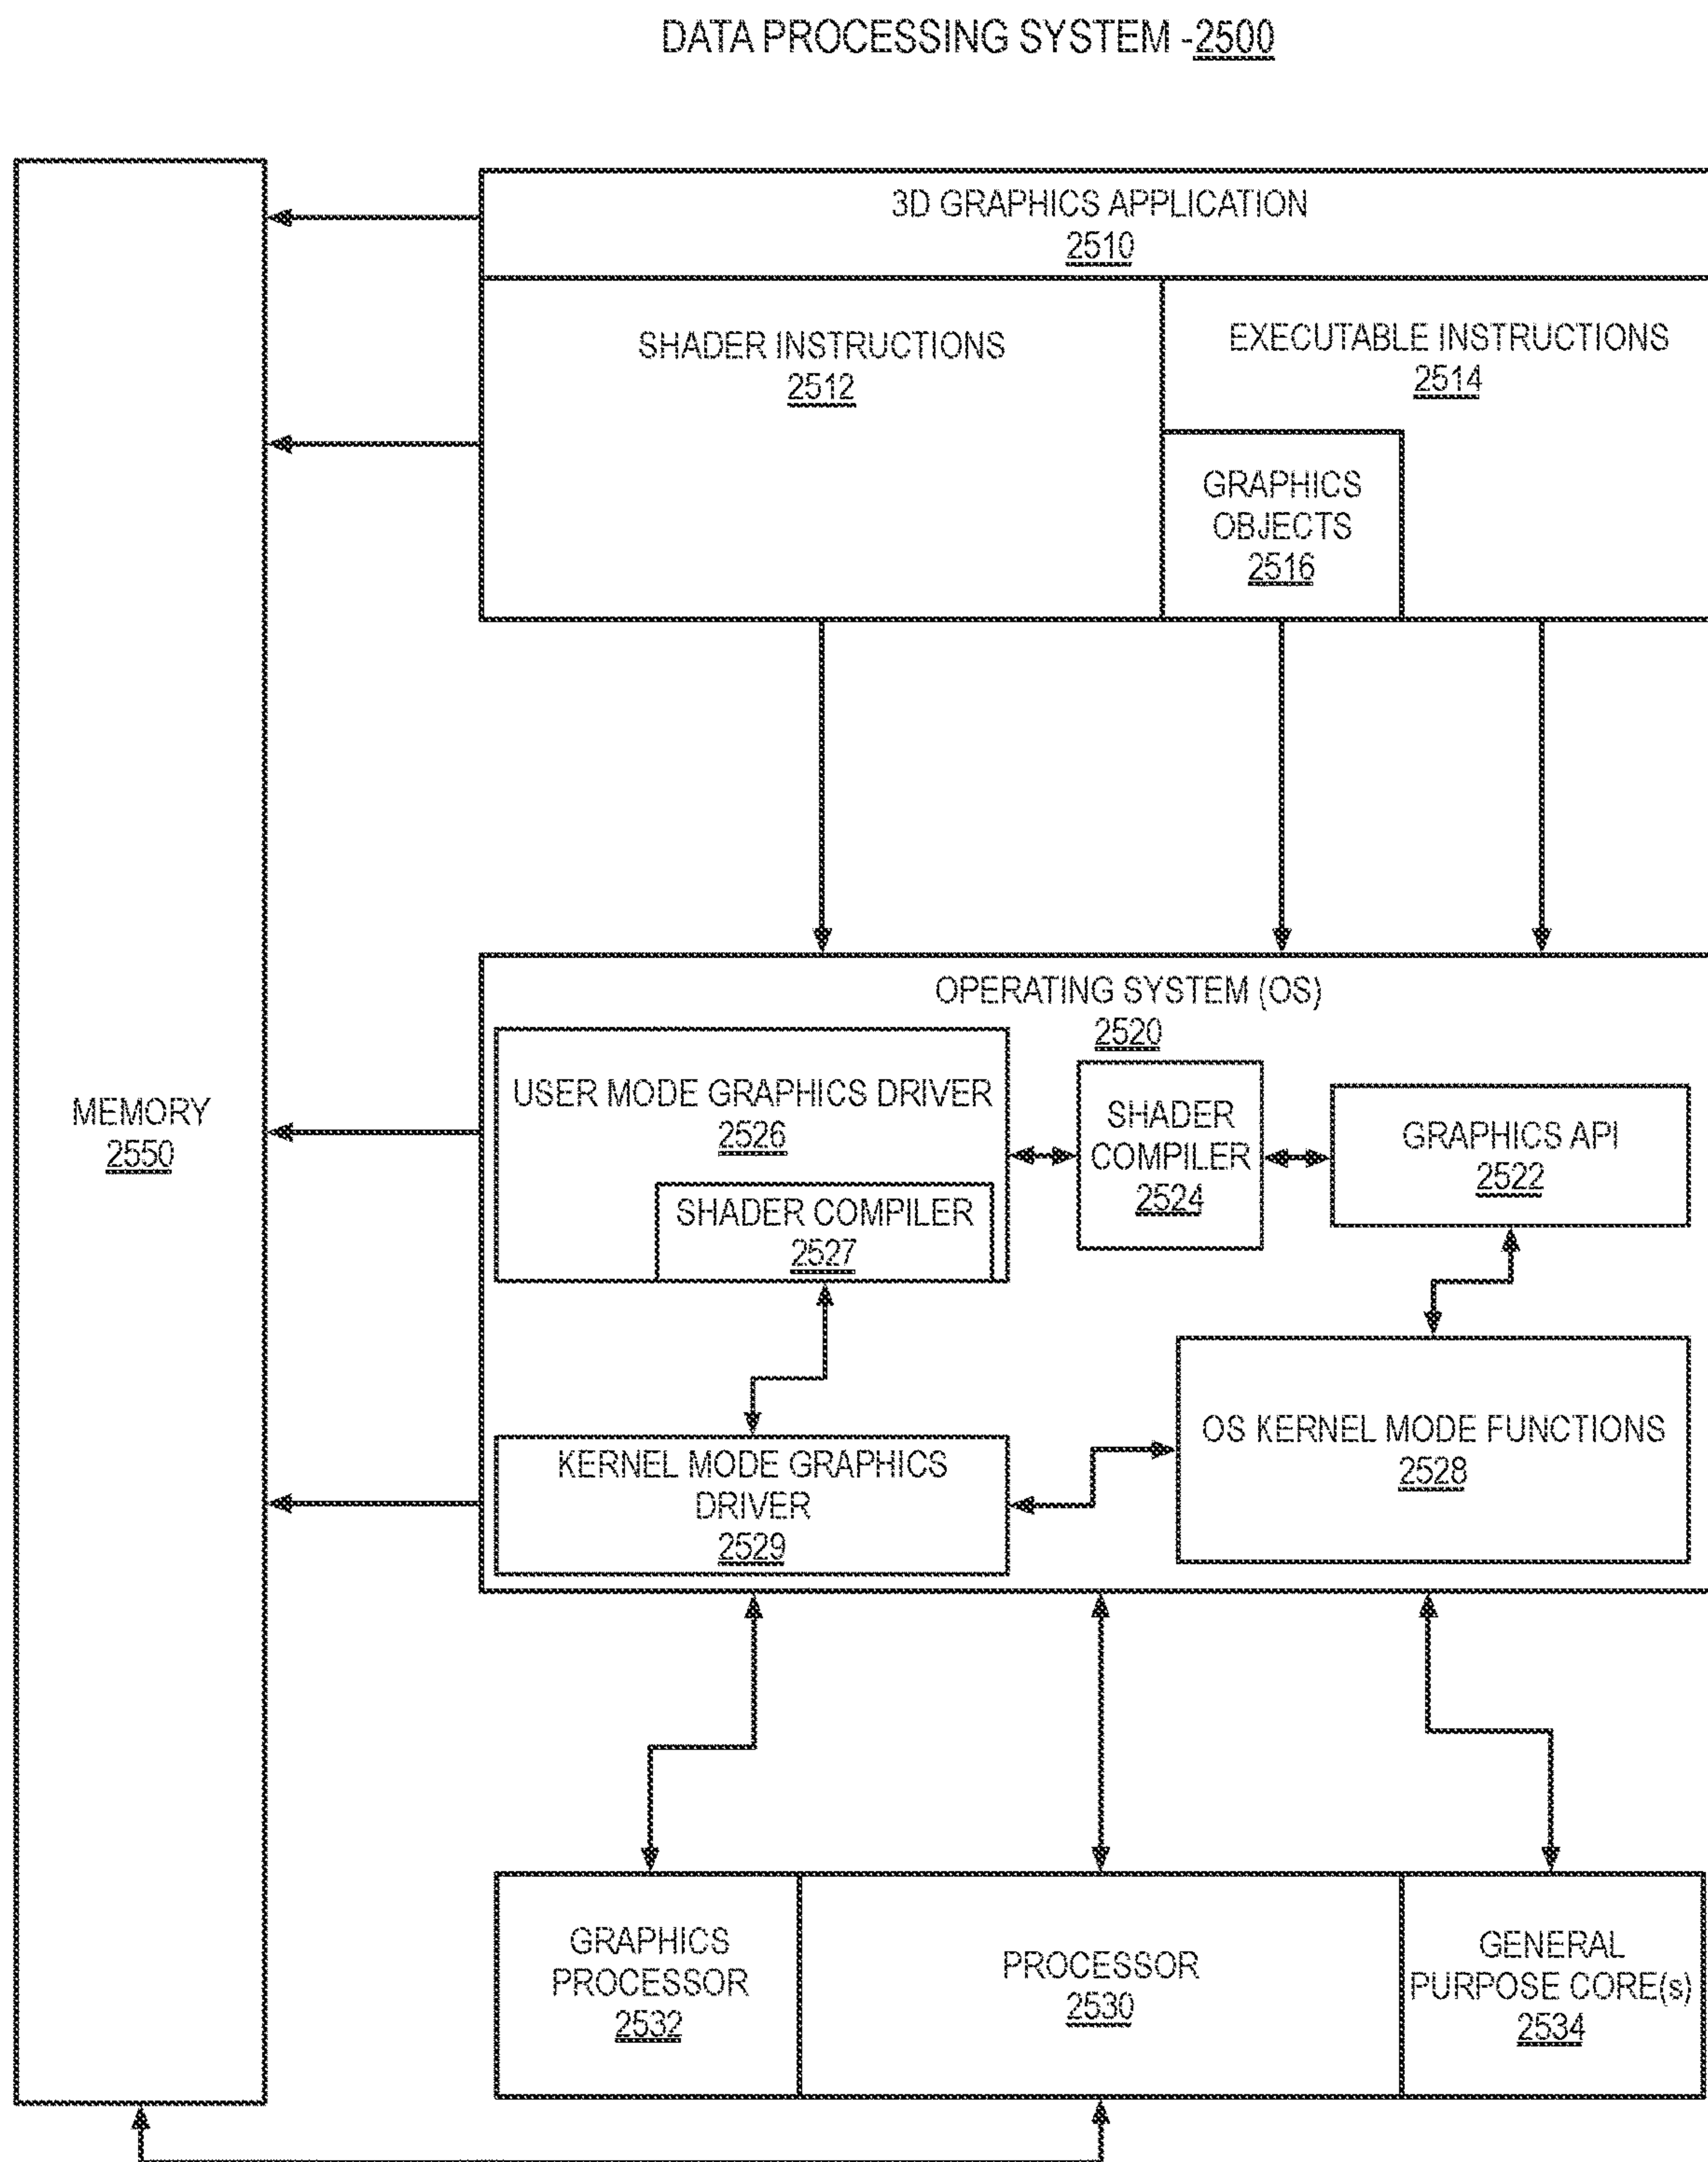 DATA PROCESSING SYSTEM -2500
3D GRAPHICS APPLICATION
2510
SHADER INSTRUCTIONS
2512
EXECUTABLE INSTRUCTIONS
2514
GRAPHICS
OBJECTS
2516
MEMORY
2550
OPERATING SYSTEM (OS)
2520
USER MODE GRAPHICS DRIVER
2526
SHADER COMPILER
2527
SHADER
COMPILER
2524
GRAPHICS API
2522
KERNEL MODE GRAPHICS
DRIVER
2529
OS KERNEL MODE FUNCTIONS
2528
GRAPHICS
PROCESSOR
2532
PROCESSOR
2530
GENERAL
PURPOSE CORE(s)
2534